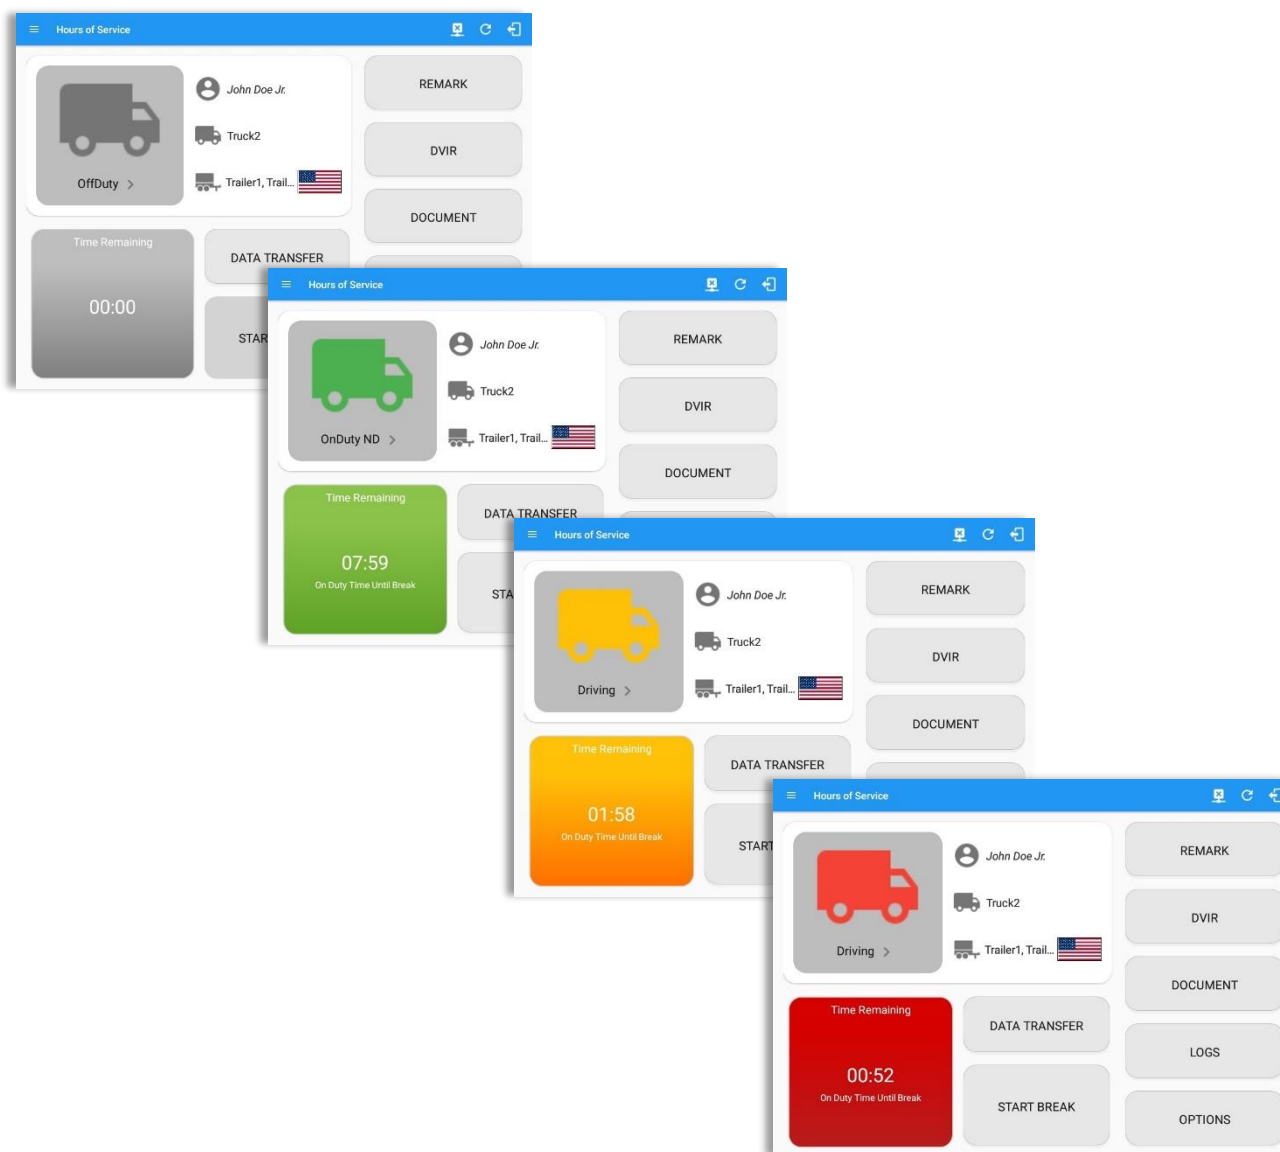 Hours of Service
John Doe Jr.
Truck2
Trailer1, Trail...
OffDuty
REMARK
DVIR
DOCUMENT
Time Remaining
00:00
DATA TRANSFER
STAR
Hours of Service
John Doe Jr.
Truck2
Trailer1, Trail...
OnDuty ND
REMARK
DVIR
DOCUMENT
Time Remaining
07:59
On Duty Time Until Break
DATA TRANSFER
STA
Hours of Service
John Doe Jr.
Truck2
Trailer1, Trail...
Driving
REMARK
DVIR
DOCUMENT
Time Remaining
01:58
On Duty Time Until Break
DATA TRANSFER
START
Hours of Service
John Doe Jr.
Truck2
Trailer1, Trail...
Driving
REMARK
DVIR
DOCUMENT
LOGS
OPTIONS
Time Remaining
00:52
On Duty Time Until Break
DATA TRANSFER
START BREAK